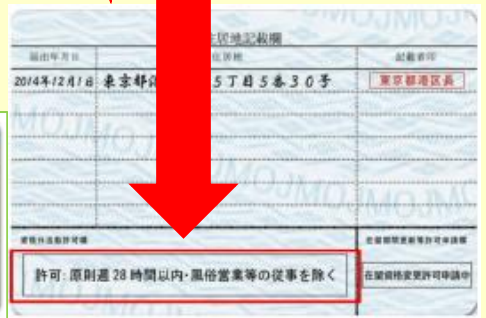 住居地記載欄
届出年月日 住居地 記載者印
2014年12月1日 東京都港 5丁目5番30号 東京都港区長
資格外活動許可欄 在留期間更新等許可申請欄
許可: 原則週28時間以内・風俗営業等の従事を除く
在留資格変更許可申請中
MOJMOJ